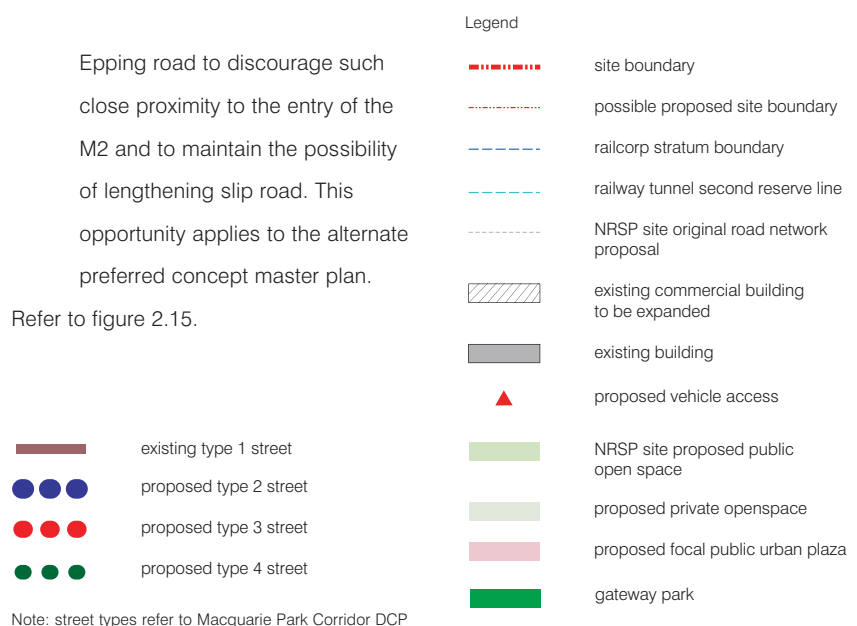 Epping road to discourage such
close proximity to the entry of the
M2 and to maintain the possibility
of lengthening slip road. This
opportunity applies to the alternate
preferred concept master plan.
Refer to figure 2.15.
existing type 1 street
proposed type 2 street
proposed type 3 street
proposed type 4 street
Note: street types refer to Macquarie Park Corridor DCP
Legend
site boundary
possible proposed site boundary
railcorp stratum boundary
railway tunnel second reserve line
NRSP site original road network
proposal
existing commercial building
to be expanded
existing building
proposed vehicle access
NRSP site proposed public
open space
proposed private openspace
proposed focal public urban plaza
gateway park